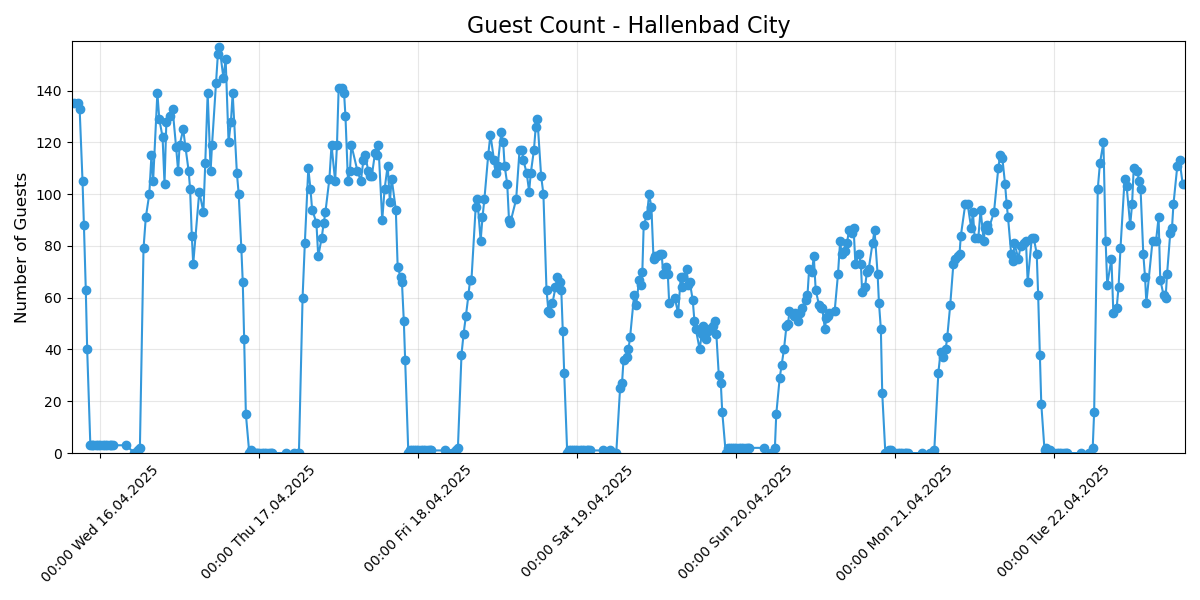 Guest Count - Hallenbad City
Number of Guests
140
120
100
80
60
40
20
0
00:00 Wed 16.04.2025
00:00 Thu 17.04.2025
00:00 Fri 18.04.2025
00:00 Sat 19.04.2025
00:00 Sun 20.04.2025
00:00 Mon 21.04.2025
00:00 Tue 22.04.2025